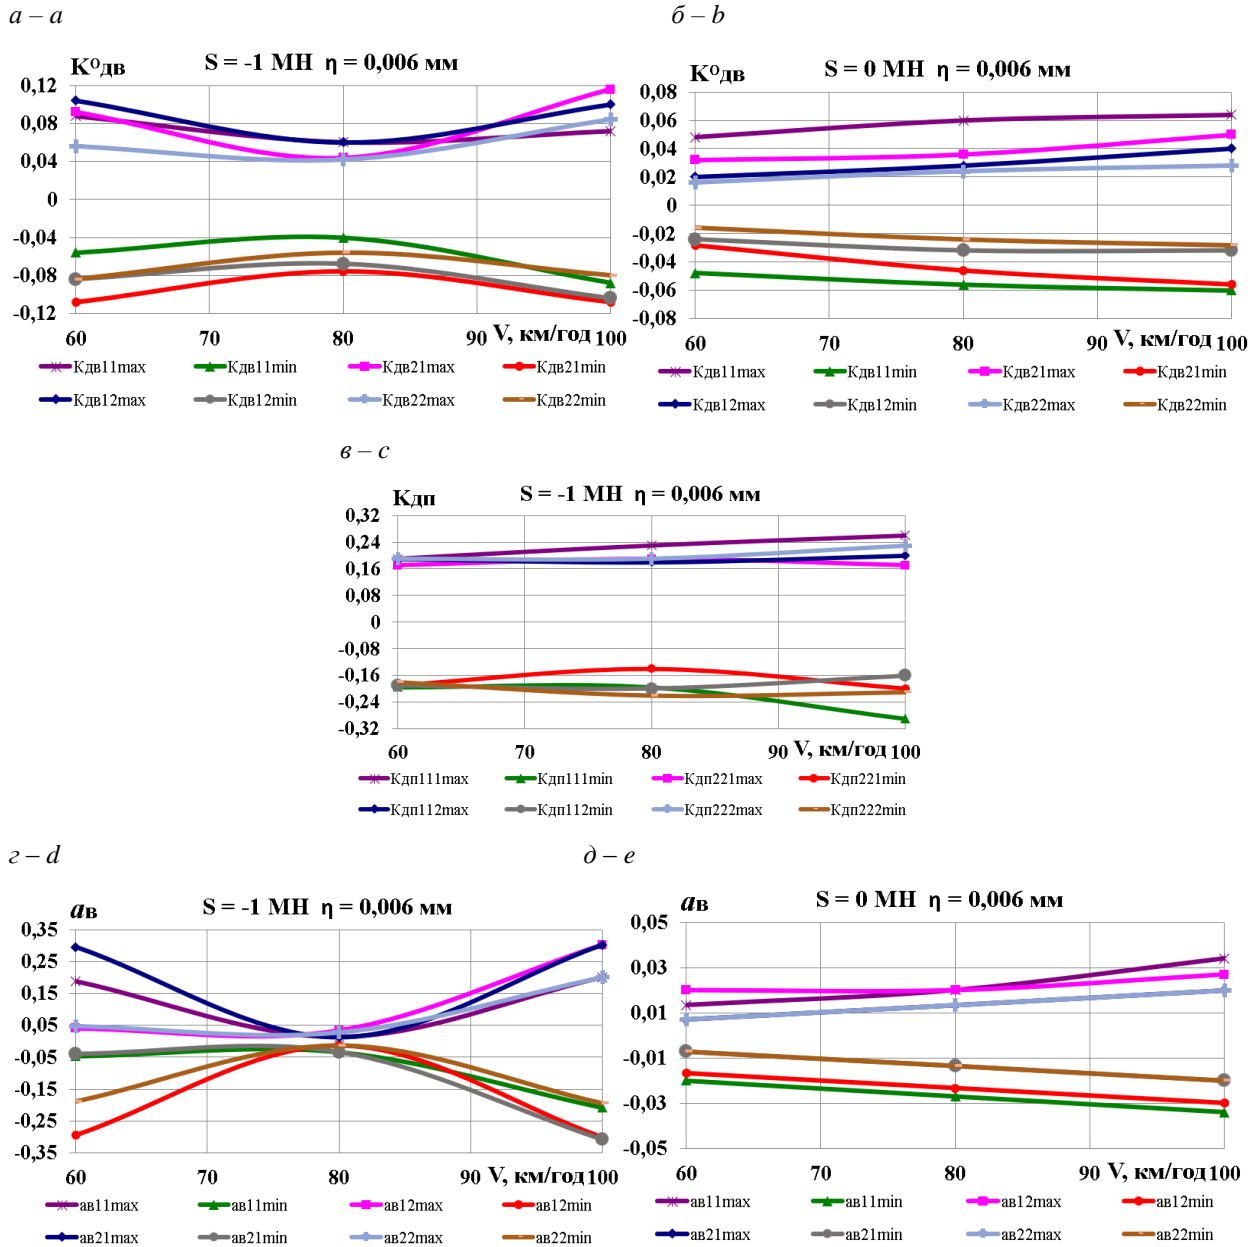 а – a
б – b
S = -1 МН η = 0,006 мм
KОдв
0,12
0,08
0,04
0
-0,04
-0,08
-0,12
60 70 80 90 100
V, км/год
Кдв11max Кдв11min Кдв21max Кдв21min
Кдв12max Кдв12min Кдв22max Кдв22min
S = 0 МН η = 0,006 мм
KОдв
0,08
0,06
0,04
0,02
0
-0,02
-0,04
-0,06
-0,08
60 70 80 90 100
V, км/год
Кдв11max Кдв11min Кдв21max Кдв21min
Кдв12max Кдв12min Кдв22max Кдв22min
в – c
S = -1 МН η = 0,006 мм
Kдп
0,32
0,24
0,16
0,08
0
-0,08
-0,16
-0,24
-0,32
60 70 80 90 100
V, км/год
Кдп111max Кдп111min Кдп221max Кдп221min
Кдп112max Кдп112min Кдп222max Кдп222min
г – d
д – e
S = -1 МН η = 0,006 мм
aв
0,35
0,25
0,15
0,05
-0,05
-0,15
-0,25
-0,35
60 70 80 90 100
V, км/год
ав11max ав11min ав12max ав12min
ав21max ав21min ав22max ав22min
S = 0 МН η = 0,006 мм
aв
0,05
0,03
0,01
-0,01
-0,03
-0,05
60 70 80 90 100
V, км/год
ав11max ав11min ав12max ав12min
ав21max ав21min ав22max ав22min